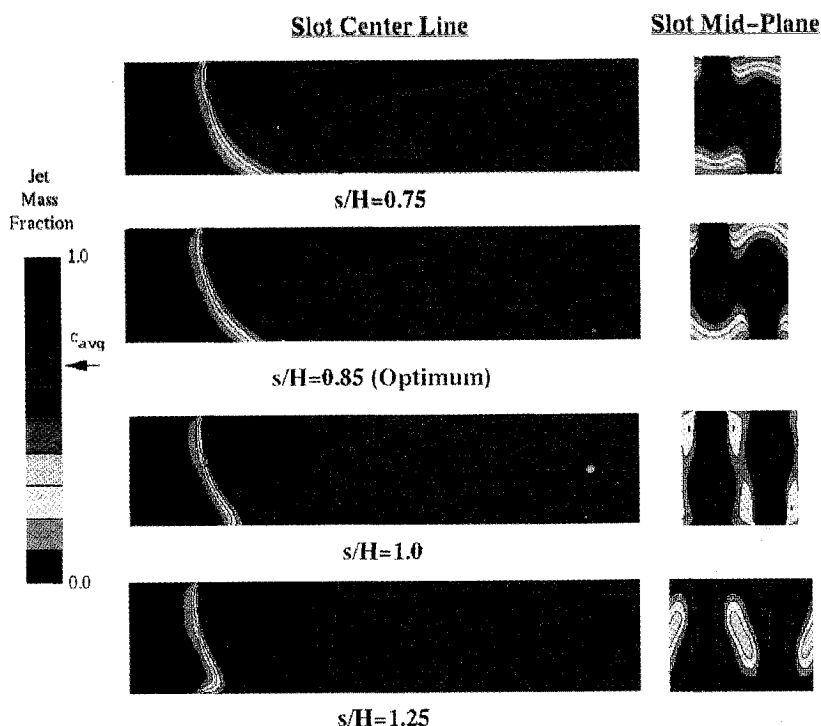 Slot Center Line
Slot Mid-Plane
s/H=0.75
Jet
Mass
Fraction
1.0
c_avg
s/H=0.85 (Optimum)
s/H=1.0
0.0
s/H=1.25